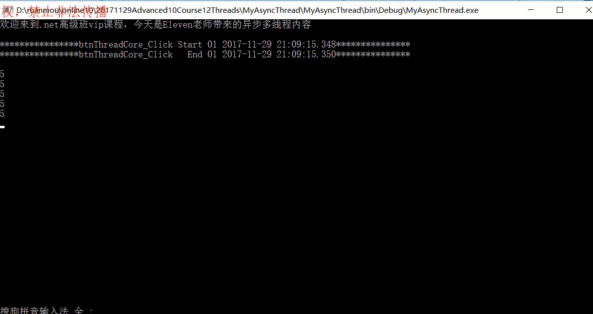 D:\ruanmou\online10\20171129Advanced10Course12Threads\MyAsyncThread\MyAsyncThread\bin\Debug\MyAsyncThread.exe
欢迎来到.net高级班vip课程，今天是Eleven老师带来的异步多线程内容
****************btnThreadCore_Click Start 01 2017-11-29 21:09:15.348***************
****************btnThreadCore_Click   End 01 2017-11-29 21:09:15.350***************
5
5
5
5
5
搜狗拼音输入法 全 :